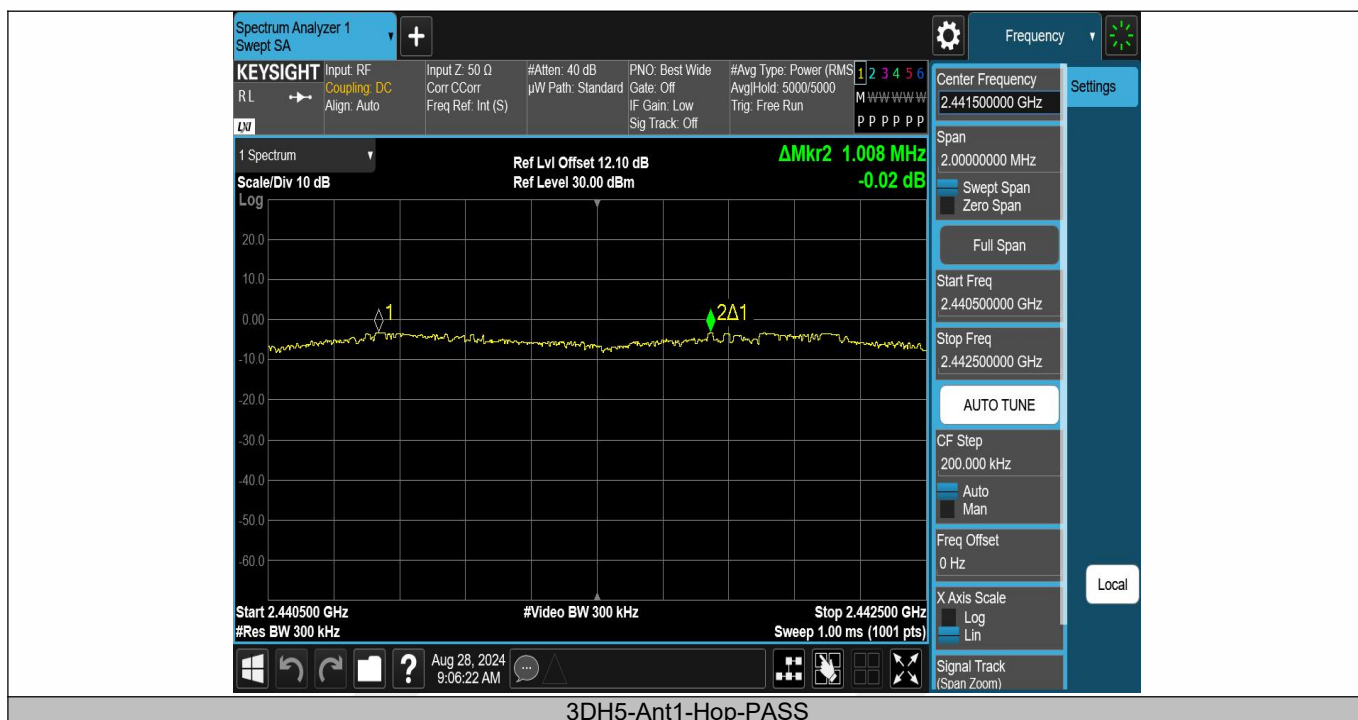 Spectrum Analyzer 1
Swept SA
+
Frequency
KEYSIGHT
RL
LXI
Input: RF
Coupling: DC
Align: Auto
Input Z: 50 Ω
Corr CCorr
Freq Ref: Int (S)
#Atten: 40 dB
µW Path: Standard
PNO: Best Wide
Gate: Off
IF Gain: Low
Sig Track: Off
#Avg Type: Power (RMS
Avg|Hold: 5000/5000
Trig: Free Run
1 2 3 4 5 6
M W W W W W
P P P P P P
1 Spectrum
Scale/Div 10 dB
Log
Ref Lvl Offset 12.10 dB
Ref Level 30.00 dBm
ΔMkr2 1.008 MHz
-0.02 dB
20.0
10.0
0.00
-10.0
-20.0
-30.0
-40.0
-50.0
-60.0
1
2Δ1
Start 2.440500 GHz
#Res BW 300 kHz
#Video BW 300 kHz
Stop 2.442500 GHz
Sweep 1.00 ms (1001 pts)
Center Frequency
2.441500000 GHz
Settings
Span
2.00000000 MHz
Swept Span
Zero Span
Full Span
Start Freq
2.440500000 GHz
Stop Freq
2.442500000 GHz
AUTO TUNE
CF Step
200.000 kHz
Auto
Man
Freq Offset
0 Hz
X Axis Scale
Log
Lin
Signal Track
(Span Zoom)
Local
?
Aug 28, 2024
9:06:22 AM
3DH5-Ant1-Hop-PASS